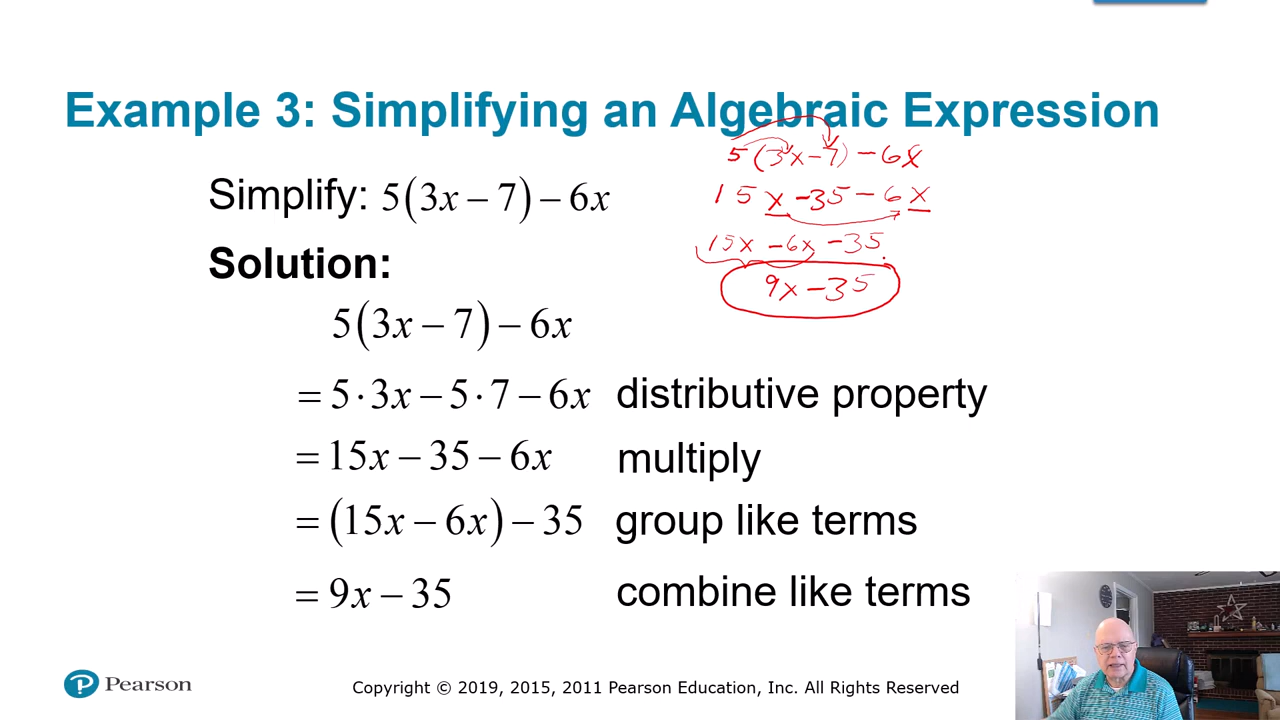 Example 3: Simplifying an Algebraic Expression
5(3x-7)-6x
Simplify: 5(3x − 7) − 6x
15x-35-6x
15x-6x-35
Solution:
9x-35
5(3x − 7) − 6x
= 5·3x − 5·7 − 6x distributive property
= 15x − 35 − 6x multiply
= (15x − 6x) − 35 group like terms
= 9x − 35 combine like terms
Pearson
Copyright © 2019, 2015, 2011 Pearson Education, Inc. All Rights Reserved